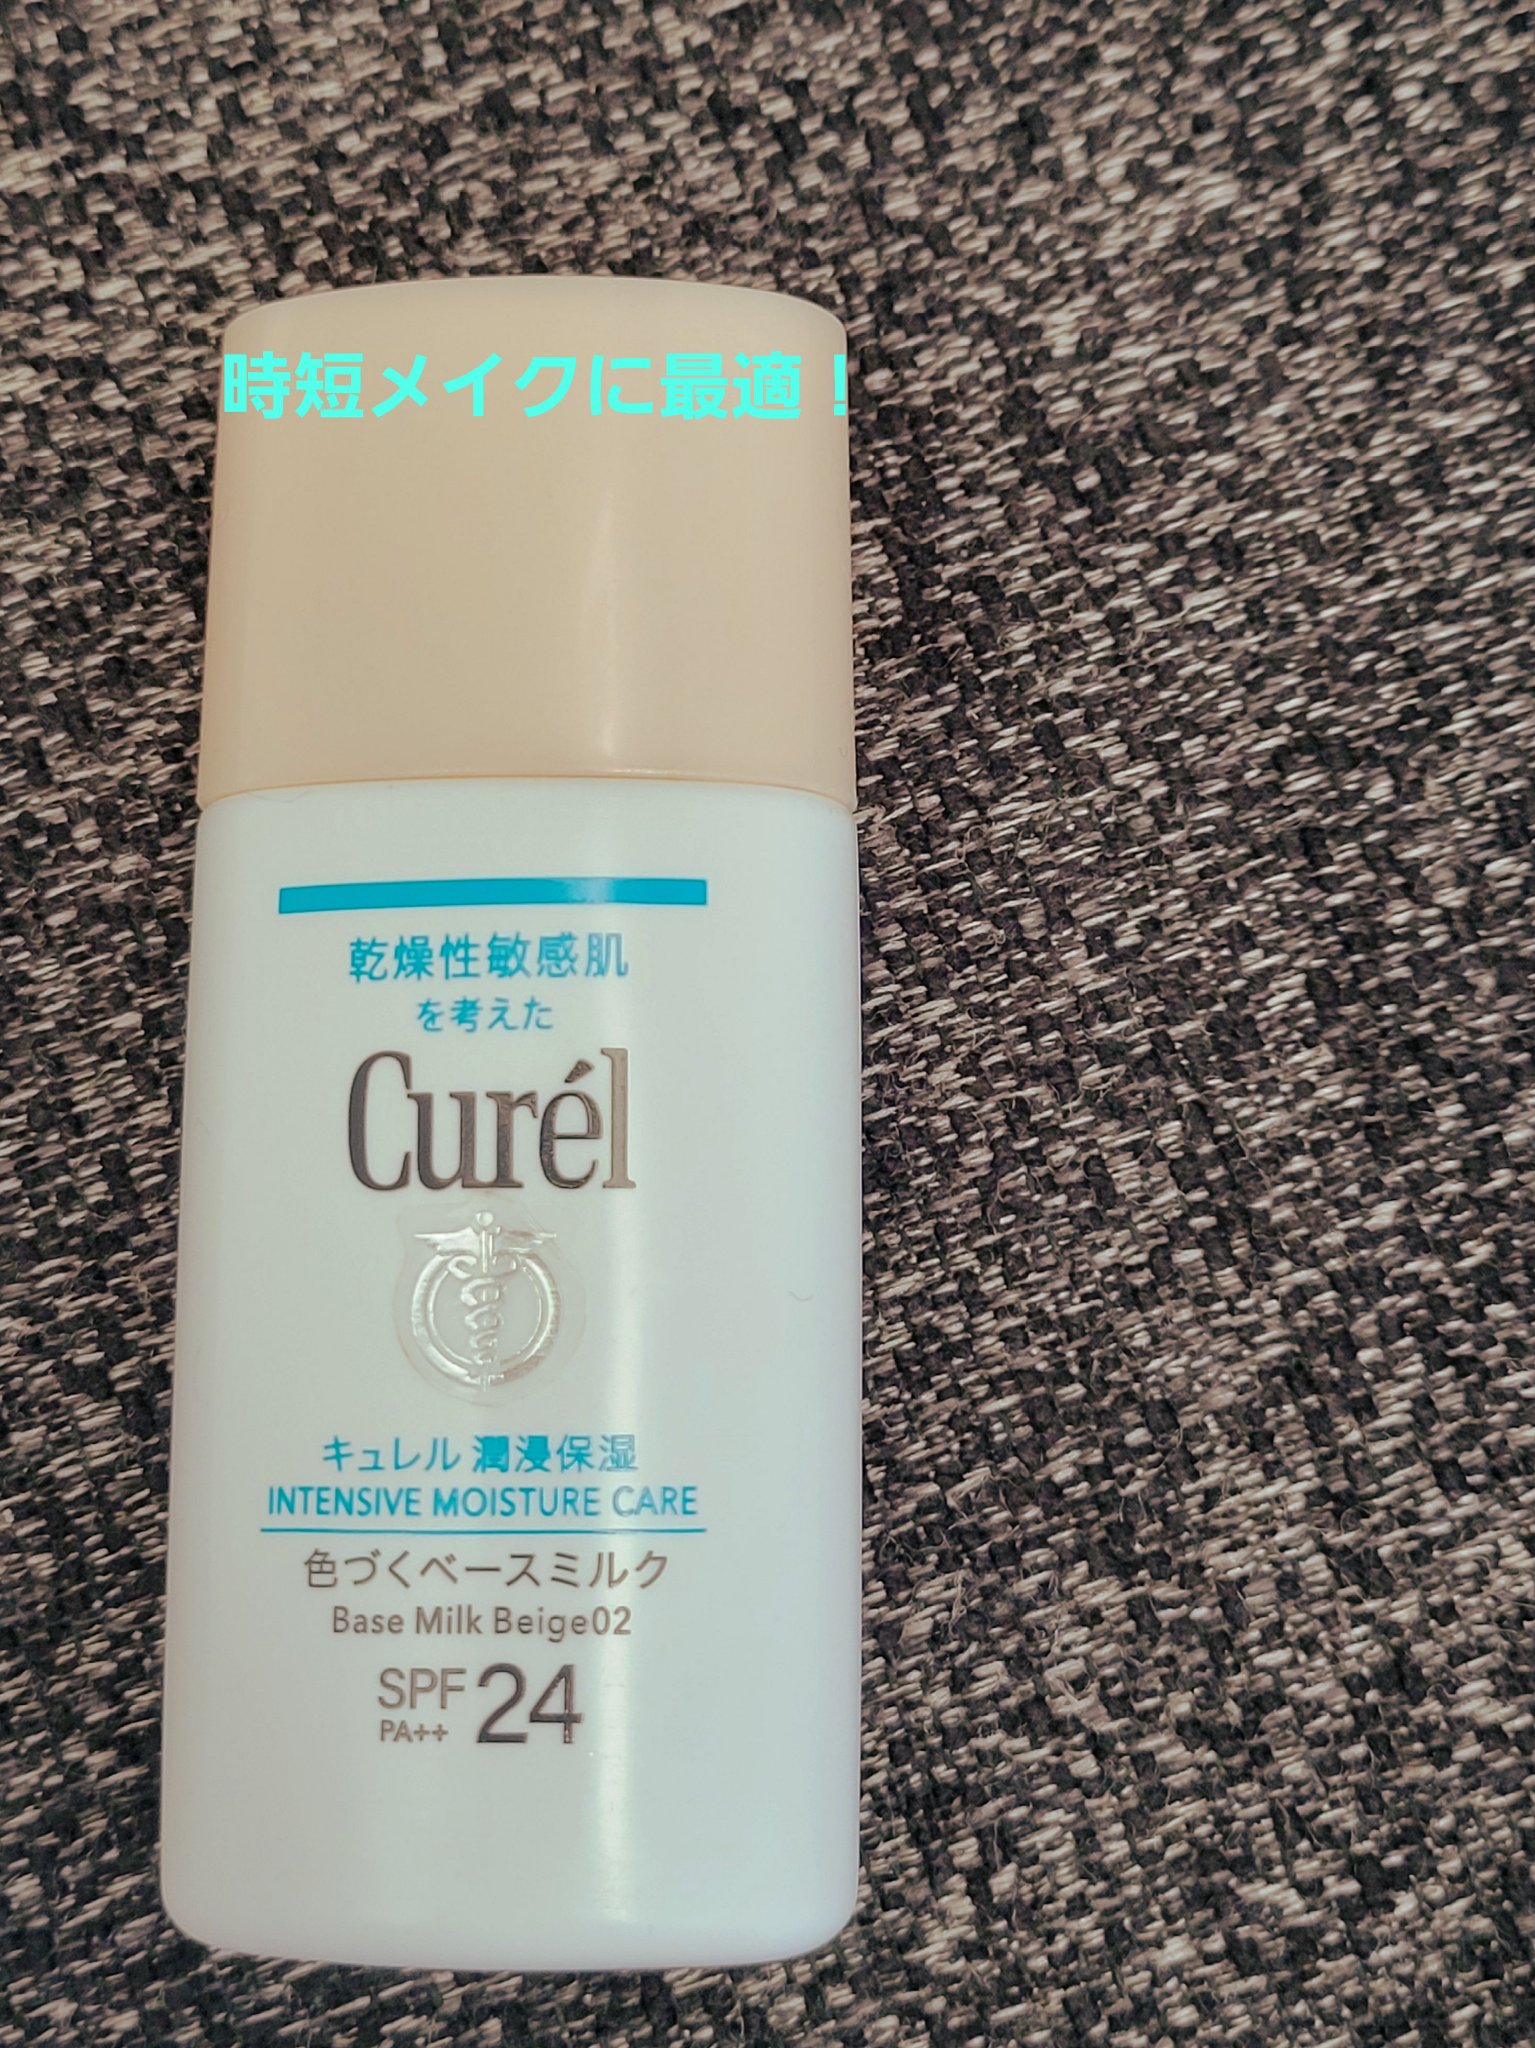 時短メイクに最適！
乾燥性敏感肌
を考えた
Curél
キュレル 潤浸保湿
INTENSIVE MOISTURE CARE
色づくベースミルク
Base Milk Beige02
SPF 24
PA++